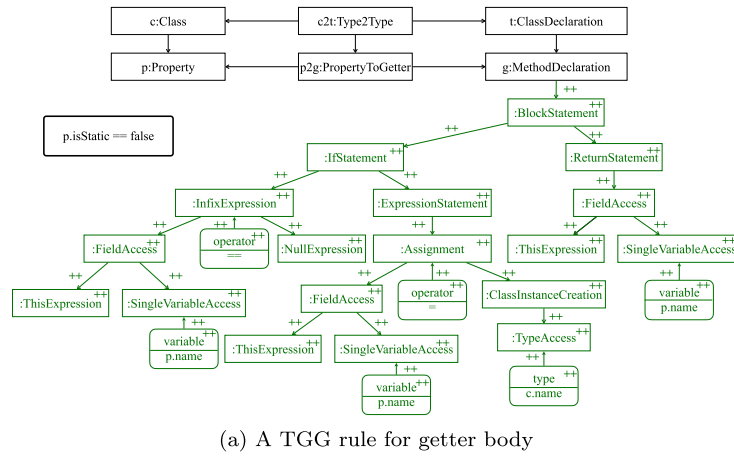 c:Class c2t:Type2Type t:ClassDeclaration
p:Property p2g:PropertyToGetter g:MethodDeclaration
++
++
:BlockStatement
p.isStatic == false
++ ++
++ ++
:IfStatement :ReturnStatement
++ ++ ++
++ ++ ++
:InfixExpression :ExpressionStatement :FieldAccess
++ ++ ++ ++ ++ ++
++ ++ ++ ++ ++ ++
:FieldAccess operator :NullExpression :Assignment :ThisExpression :SingleVariableAccess
==
++ ++ ++ ++ ++ ++
++ ++ ++ ++ ++ ++
:ThisExpression :SingleVariableAccess :FieldAccess operator :ClassInstanceCreation variable
= p.name
++ ++ ++ ++
++ ++ ++ ++
variable :ThisExpression :SingleVariableAccess :TypeAccess
p.name
++ ++
++ ++
variable type
p.name c.name
(a) A TGG rule for getter body